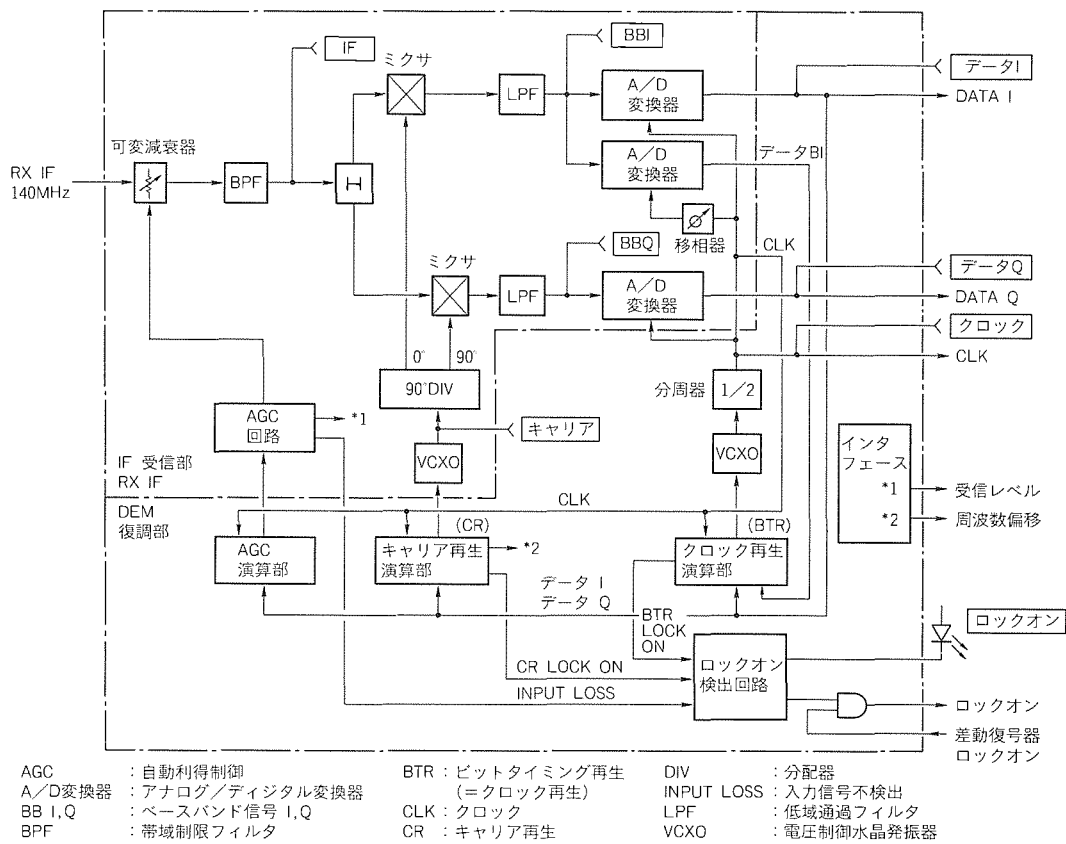 IF
BBI
データI
ミクサ
LPF
A/D
変換器
DATA I
可変減衰器
RX IF
140MHz
BPF
H
A/D
変換器
データBI
移相器
CLK
BBQ
データQ
ミクサ
LPF
A/D
変換器
DATA Q
クロック
CLK
0° 90°
90°DIV
分周器
1/2
AGC
回路
*1
キャリア
VCXO
VCXO
インタ
フェース
*1
*2
受信レベル
周波数偏移
IF 受信部
RX IF
DEM
復調部
CLK
(CR)
(BTR)
AGC
演算部
キャリア再生
演算部
*2
クロック再生
演算部
データ I
データ Q
BTR
LOCK
ON
ロックオン
CR LOCK ON
INPUT LOSS
ロックオン
検出回路
ロックオン
差動復号器
ロックオン
AGC :自動利得制御
A/D変換器 :アナログ/ディジタル変換器
BB I,Q :ベースバンド信号 I,Q
BPF :帯域制限フィルタ
BTR :ビットタイミング再生
(=クロック再生)
CLK :クロック
CR :キャリア再生
DIV :分配器
INPUT LOSS :入力信号不検出
LPF :低域通過フィルタ
VCXO :電圧制御水晶発振器